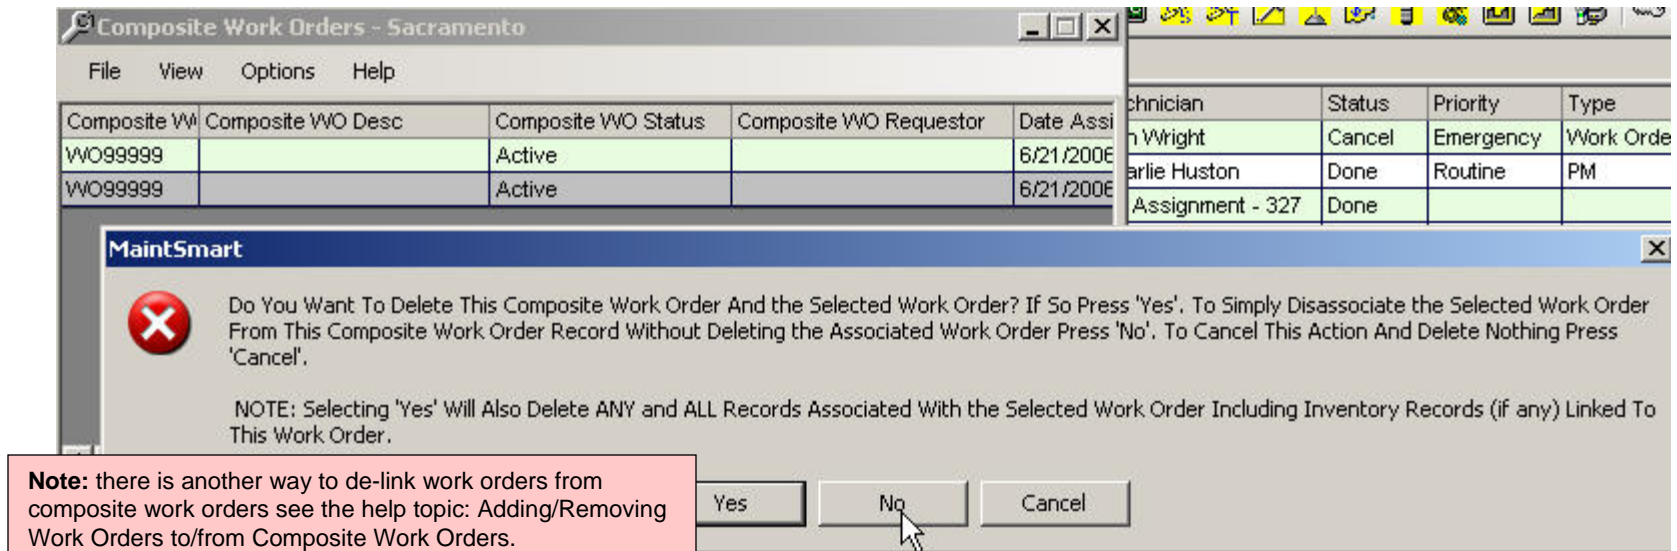 Composite Work Orders - Sacramento
File View Options Help
Composite W Composite WO Desc Composite WO Status Composite WO Requestor Date Assi
WO99999 Active 6/21/2006
WO99999 Active 6/21/2006
chnician Status Priority Type
n Wright Cancel Emergency Work Orde
arlie Huston Done Routine PM
Assignment - 327 Done
MaintSmart
Do You Want To Delete This Composite Work Order And the Selected Work Order? If So Press 'Yes'. To Simply Disassociate the Selected Work Order
From This Composite Work Order Record Without Deleting the Associated Work Order Press 'No'. To Cancel This Action And Delete Nothing Press
'Cancel'.
NOTE: Selecting 'Yes' Will Also Delete ANY and ALL Records Associated With the Selected Work Order Including Inventory Records (if any) Linked To
This Work Order.
Yes No Cancel
Note: there is another way to de-link work orders from
composite work orders see the help topic: Adding/Removing
Work Orders to/from Composite Work Orders.